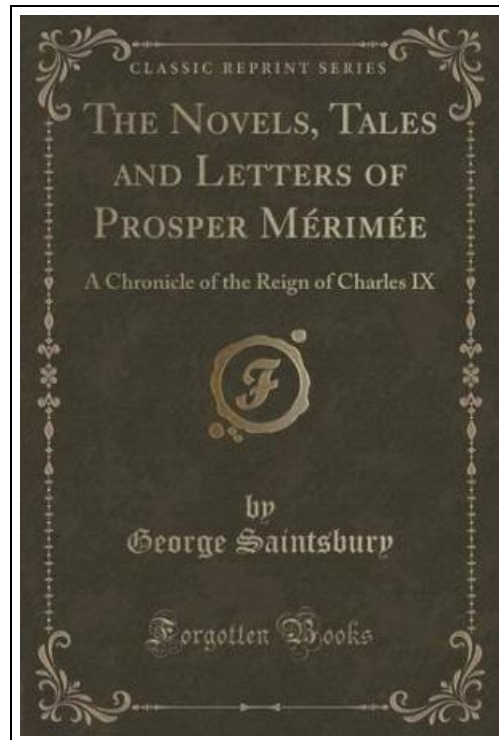 CLASSIC REPRINT SERIES
THE NOVELS, TALES
AND LETTERS OF
PROSPER MÉRIMÉE
A Chronicle of the Reign of Charles IX
F
by
George Saintsbury
Forgotten Books